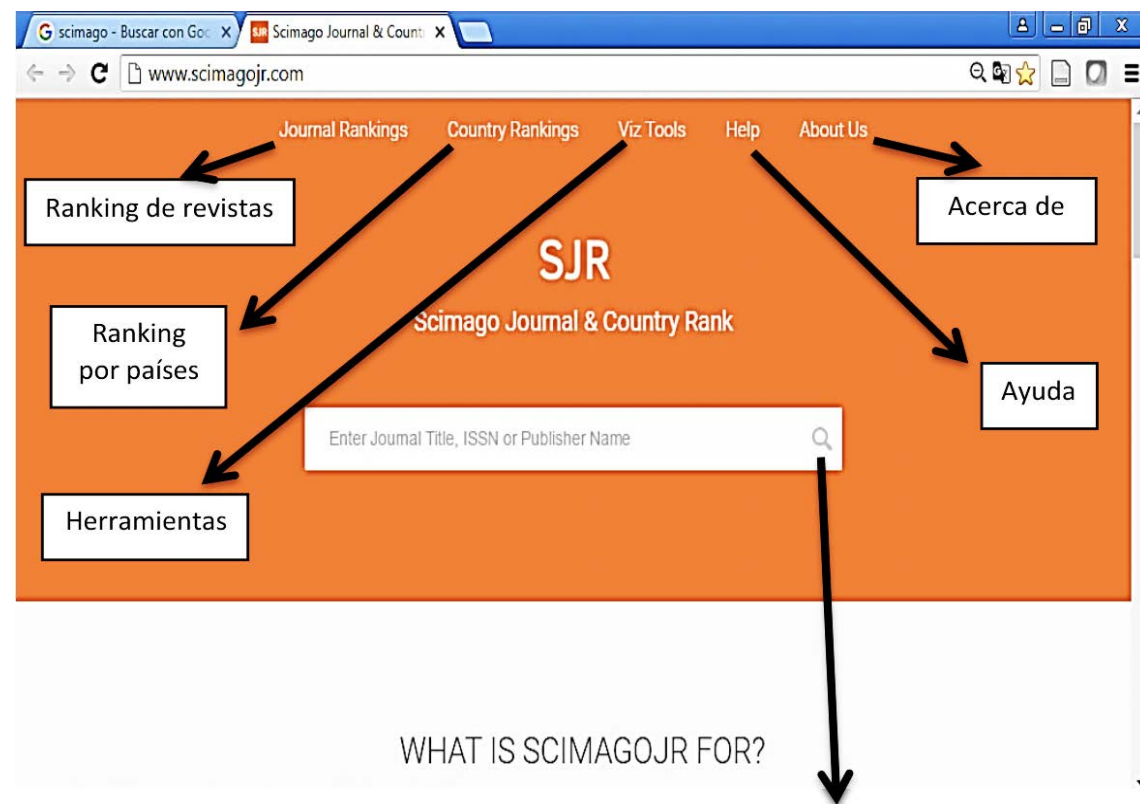 scimago - Buscar con Goo
Scimago Journal & Count
www.scimagojr.com
Journal Rankings Country Rankings Viz Tools Help About Us
Ranking de revistas
Acerca de
SJR
Scimago Journal & Country Rank
Ranking
por países
Ayuda
Enter Journal Title, ISSN or Publisher Name
Herramientas
WHAT IS SCIMAGOJR FOR?